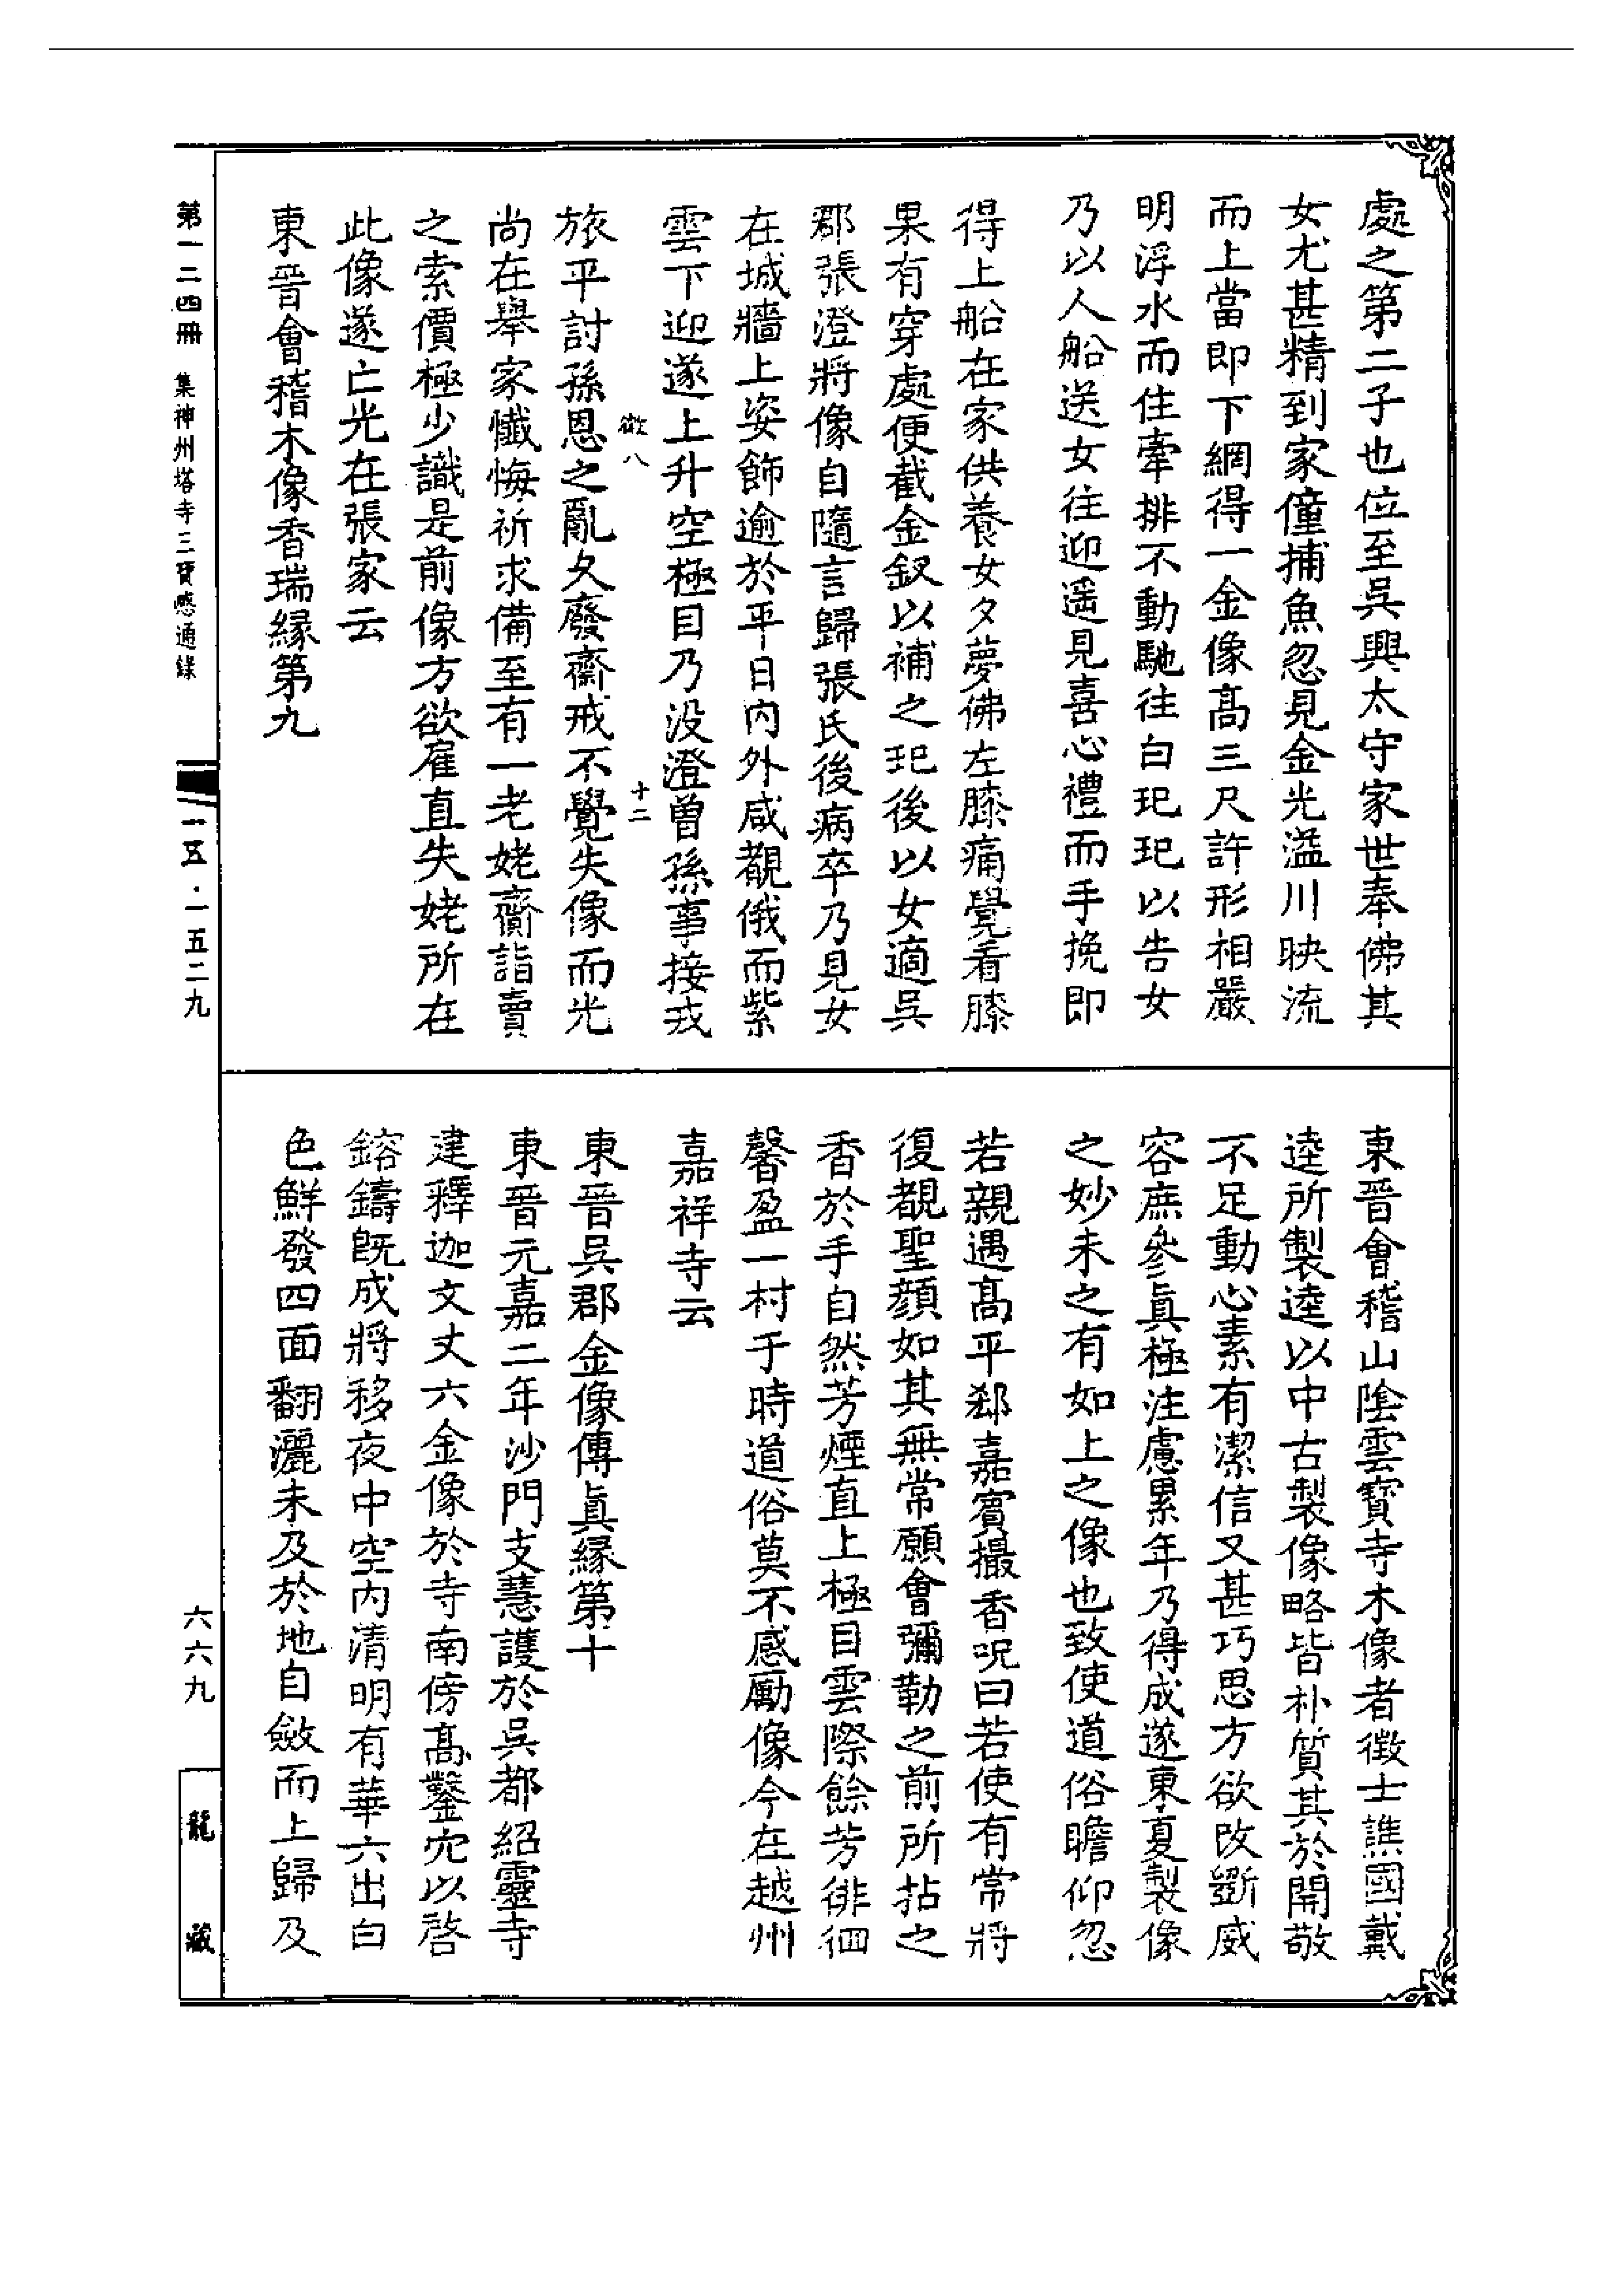 處之第二子也位至吳興太守家世奉佛其
女尤甚精到家僮捕魚忽見金光溢川映流
而上當即下網得一金像髙三尺許形相嚴
明浮水而住牽排不動馳往白玘玘以告女
乃以人船送女往迎遥見喜心禮而手挽即
得上船在家供養女夕夢佛左膝痛覺看膝
果有穿處便截金釵以補之玘後以女適吳
郡張澄將像自隨言歸張氏後病卒乃見女
在城牆上姿飾逾於平日内外咸覩俄而紫
雲下迎遂上升空極目乃没澄曾孫事接戎
旅平討孫恩之亂久廢齋戒不覺失像而光
尚在舉家懺悔祈求備至有一老姥齎詣賣
之索價極少識是前像方欲雇直失姥所在
此像遂亡光在張家云
東晉會稽木像香瑞縁第九
東晉會稽山陰雲寶寺木像者徵士譙國戴
逵所製逵以中古製像略皆朴質其於開敬
不足動心素有潔信又甚巧思方欲改斲威
容庶參眞極注慮累年乃得成遂東夏製像
之妙未之有如上之像也致使道俗瞻仰忽
若親遇髙平郄嘉賓撮香呪曰若使有常將
復覩聖顔如其無常願會彌勒之前所拈之
香於手自然芳煙直上極目雲際餘芳徘徊
馨盈一村于時道俗莫不感勵像今在越州
嘉祥寺云
東晉吳郡金像傳眞縁第十
東晉元嘉二年沙門支慧護於吳都紹靈寺
建釋迦文丈六金像於寺南傍髙鑿穴以啓
鎔鑄旣成將移夜中空内清明有華六出白
色鮮發四面翻灑未及於地自斂而上歸及
欲八
十二
第一二四冊 集神州塔寺三寶感通錄
一五·一五二九
六六九
龍藏